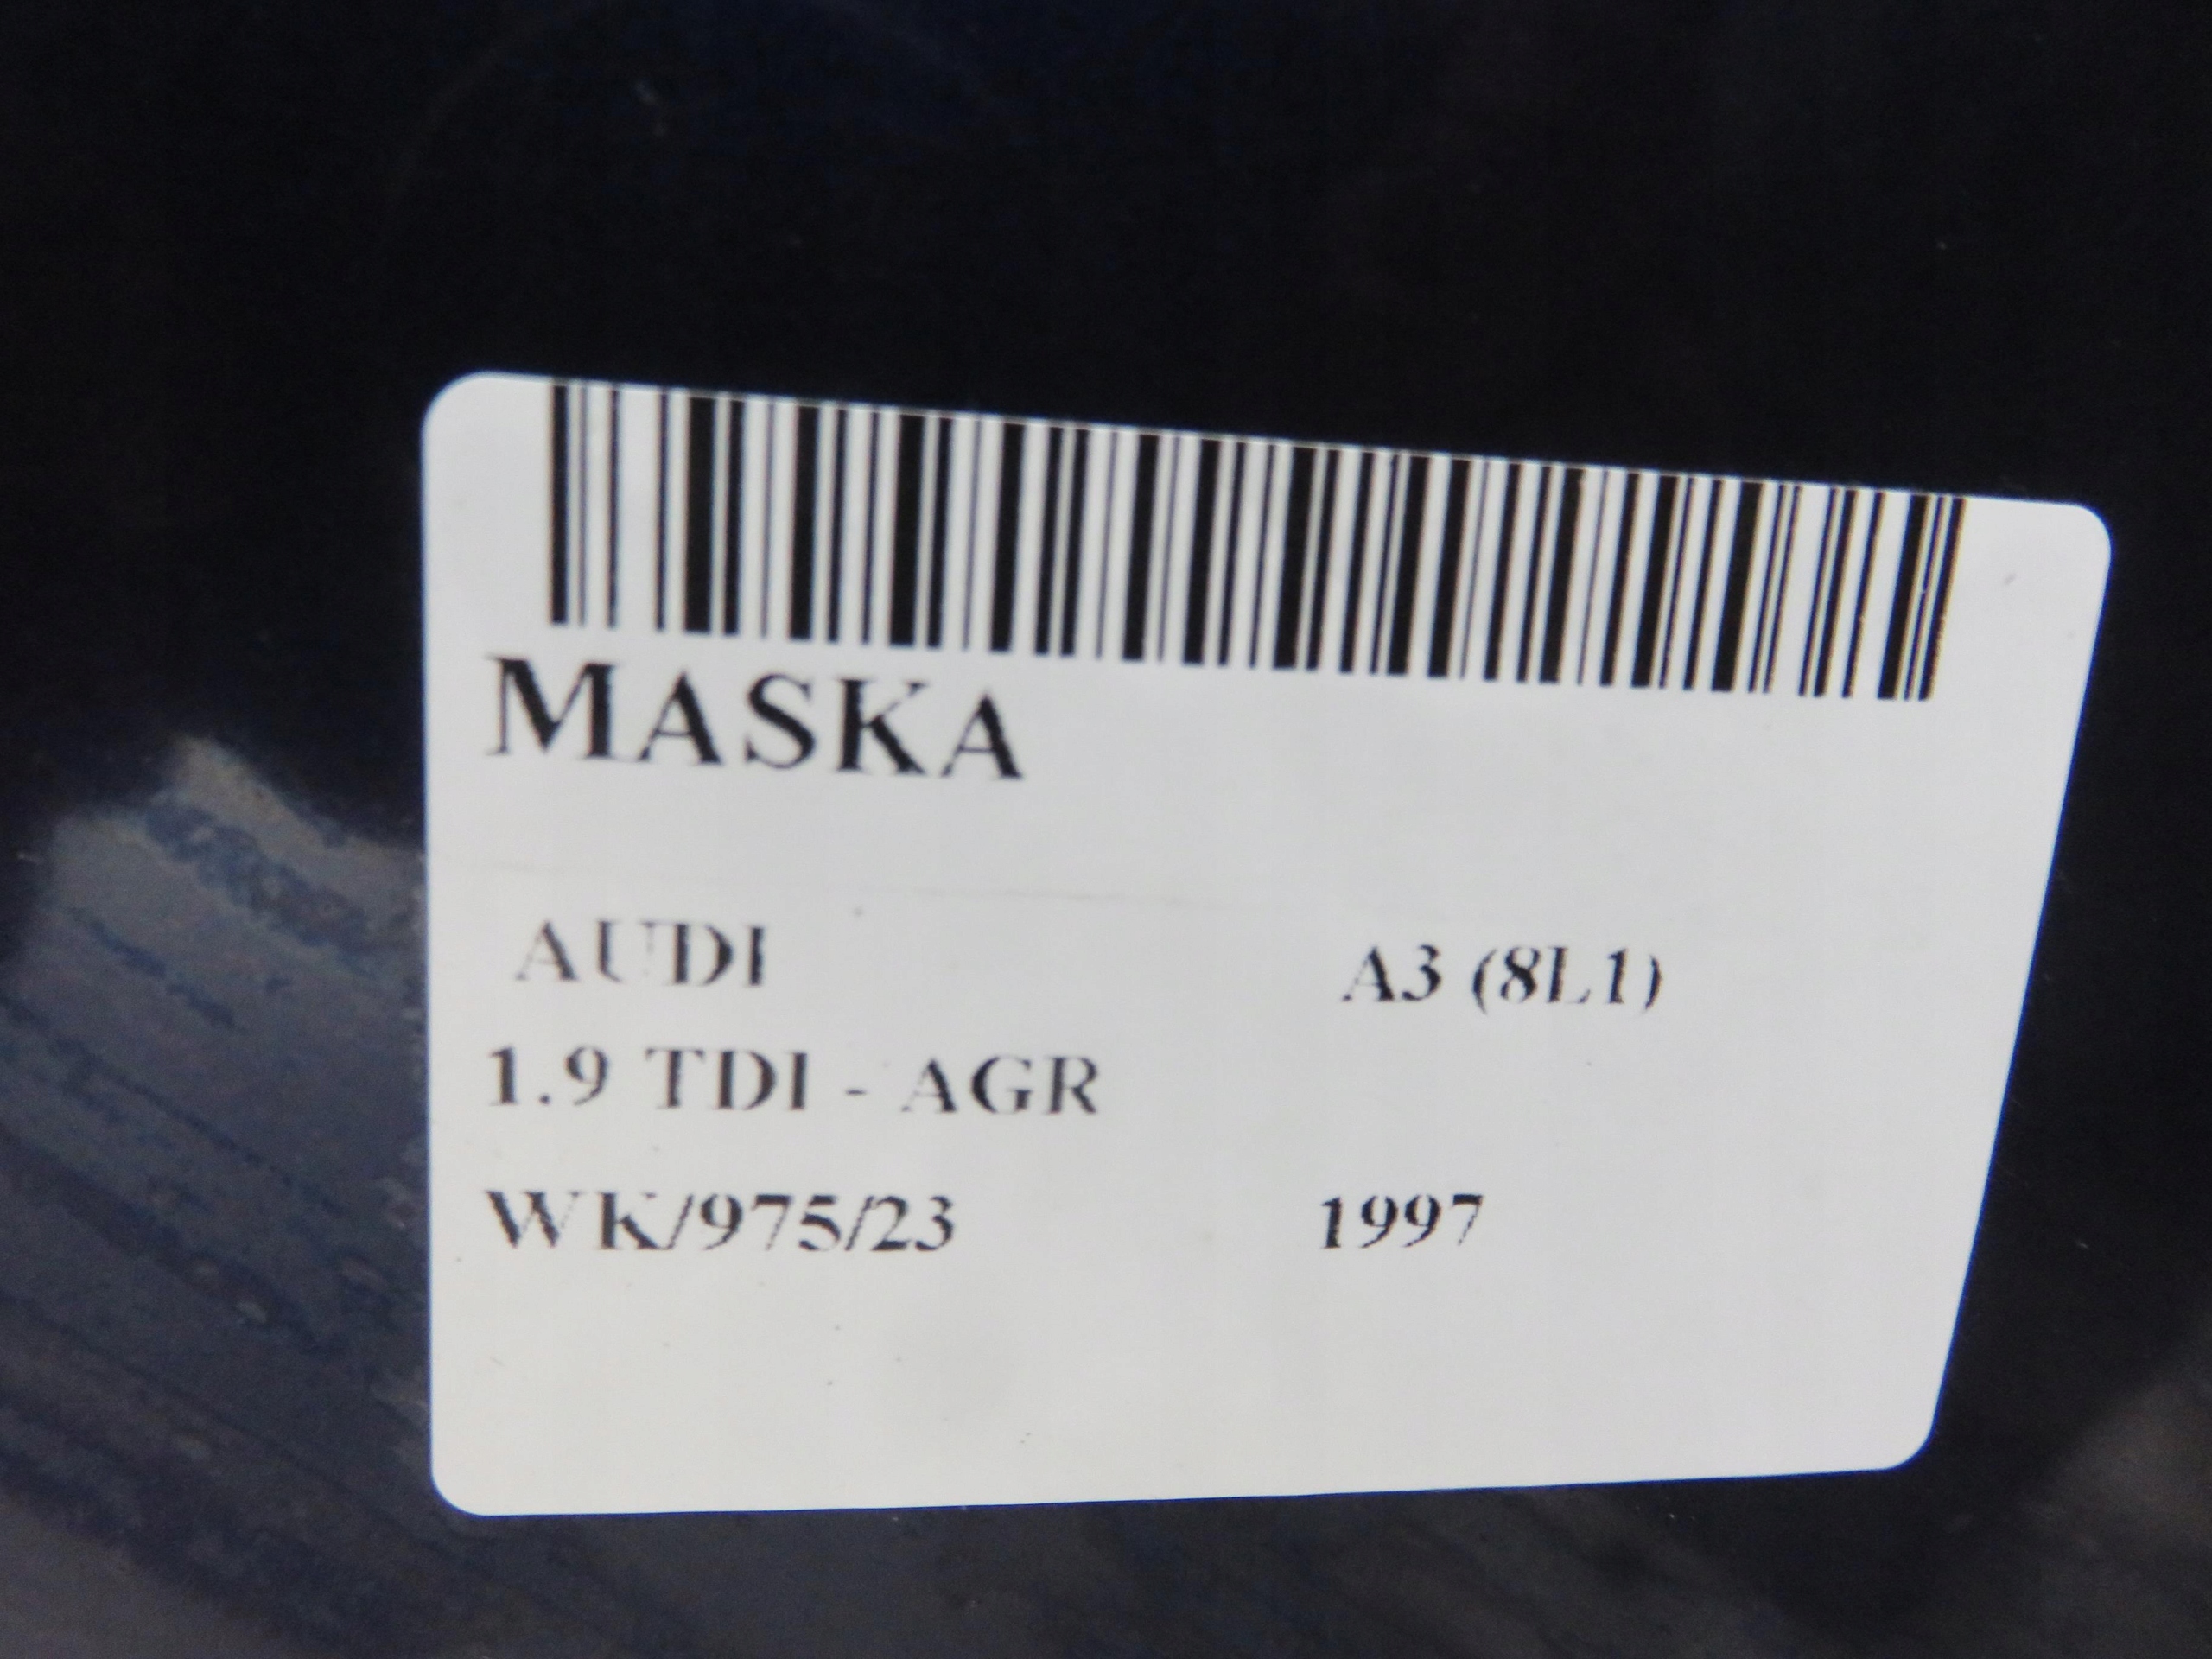 MASKA
AUDI A3 (8L1)
1.9 TDI - AGR
WK/975/23 1997